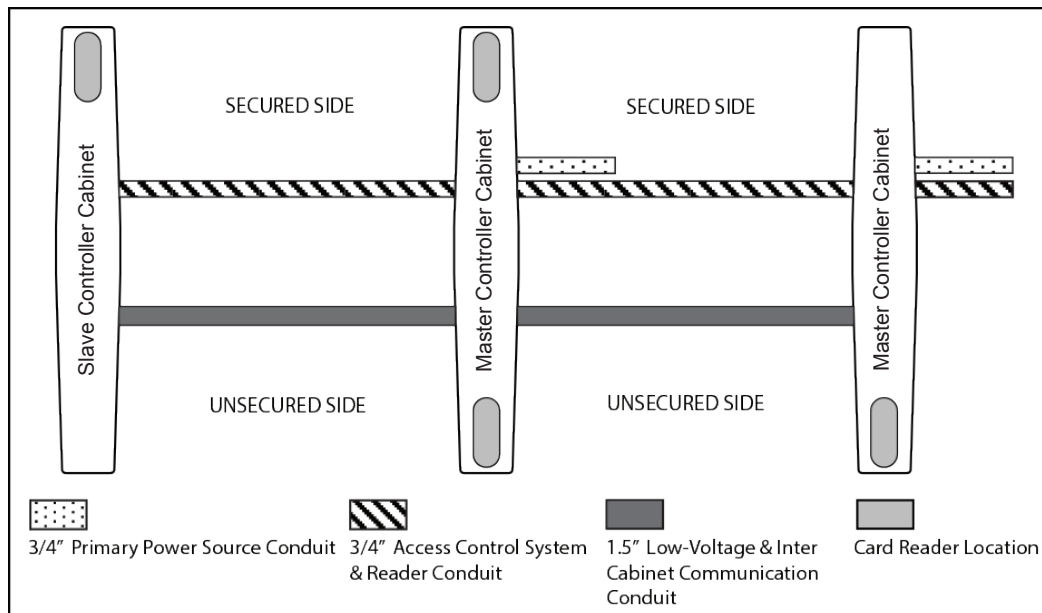 SECURED SIDE
SECURED SIDE
Slave Controller Cabinet
Master Controller Cabinet
Master Controller Cabinet
UNSECURED SIDE
UNSECURED SIDE
3/4” Primary Power Source Conduit
3/4” Access Control System
& Reader Conduit
1.5” Low-Voltage & Inter
Cabinet Communication
Conduit
Card Reader Location